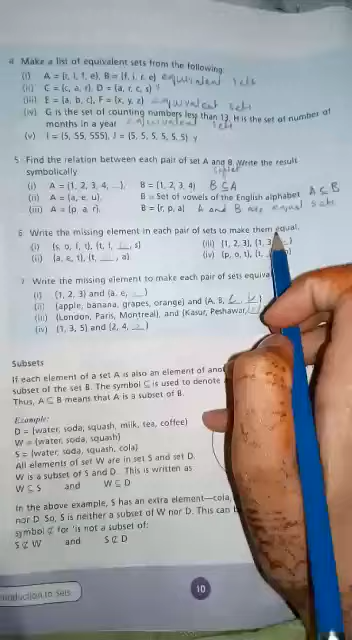 4 Make a list of equivalent sets from the following:
(i) A = {r, i, f, e}, B = {f, i, r, e} equivalent sets
(ii) C = {c, a, r}, D = {a, r, c, s}
(iii) E = {a, b, c}, F = {x, y, z} equivalent sets
(iv) G is the set of counting numbers less than 13, H is the set of number of
months in a year equivalent sets
(v) I = {5, 55, 555}, J = {5, 5, 5, 5, 5, 5}
5 Find the relation between each pair of set A and B. Write the result
symbolically
(i) A = {1, 2, 3, 4, ...}, B = {1, 2, 3, 4} B ⊆ A
(ii) A = {a, e, u}, B = Set of vowels of the English alphabet A ⊆ B
(iii) A = {p, a, r}, B = {r, p, a} A and B are equal sets
6 Write the missing element in each pair of sets to make them equal.
(i) {s, o, i, t}, {t, i, __, s} (iii) {1, 2, 3}, {1, 3,
(ii) {a, e, t}, {t, __, a} (iv) {p, o, t}, {t,
7 Write the missing element to make each pair of sets equiva
(i) {1, 2, 3} and {a, e, __}
(ii) {apple, banana, grapes, orange} and {A, B,
(iii) {London, Paris, Montreal}, and {Kasur, Peshawar,
(iv) {1, 3, 5} and {2, 4, __}
Subsets
If each element of a set A is also an element of ano
subset of the set B. The symbol ⊆ is used to denote
Thus, A ⊆ B means that A is a subset of B.
Example:
D = {water, soda, squash, milk, tea, coffee}
W = {water, soda, squash}
S = {water, soda, squash, cola}
All elements of set W are in set S and set D.
W is a subset of S and D. This is written as
W ⊆ S and W ⊆ D
In the above example, S has an extra element—cola,
nor D. So, S is neither a subset of W nor D. This can
symbol ⊄ for 'is not a subset of:
S ⊄ W and S ⊄ D
oduction to Sets
10